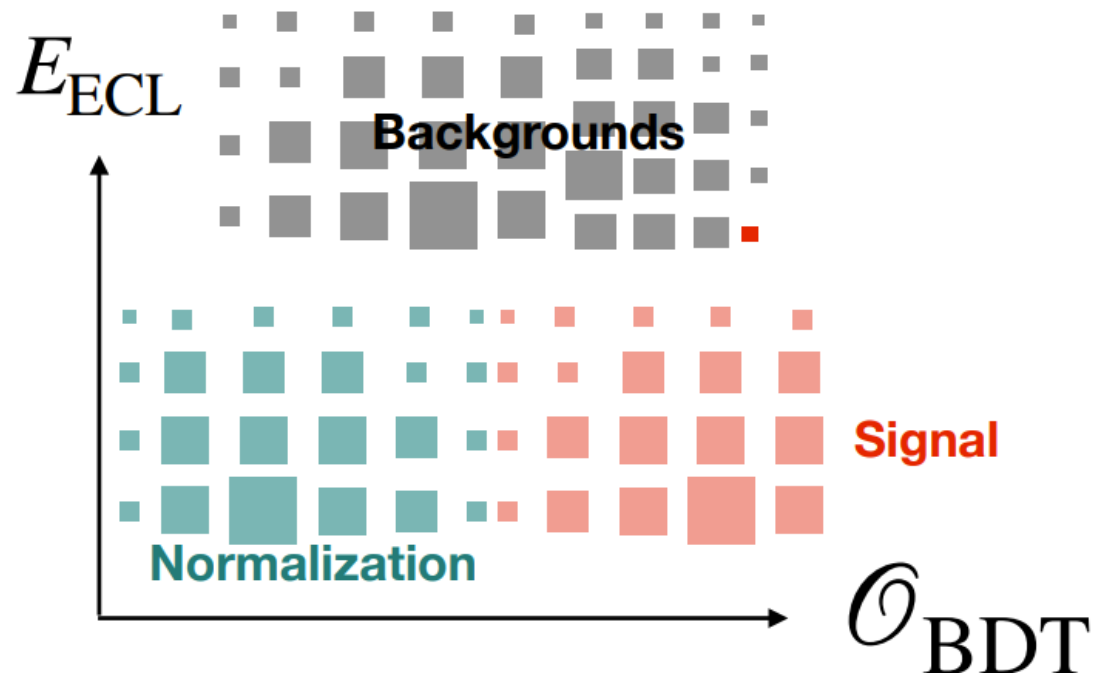 E_ECL
Backgrounds
Signal
Normalization
𝒪_BDT